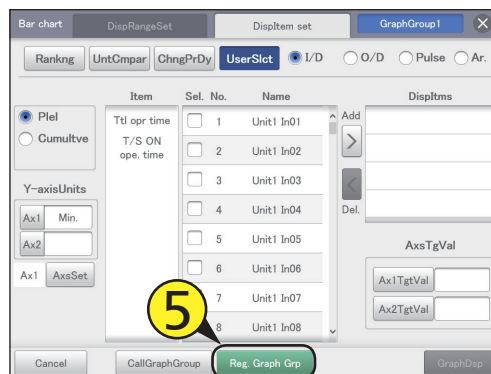 Bar chart DispRangeSet DispItem set GraphGroup1 ×
Rankng UntCmpar ChngPrDy UserSlct I/D O/D Pulse Ar.
Item Sel. No. Name DispItms
Plel
Cumultve
Ttl opr time
T/S ON
ope. time
1 Unit1 In01
2 Unit1 In02
3 Unit1 In03
4 Unit1 In04
5 Unit1 In05
6 Unit1 In06
7 Unit1 In07
8 Unit1 In08
Add
>
<
Del.
Y-axisUnits
Ax1 Min.
Ax2
Ax1 AxsSet
AxsTgVal
Ax1TgtVal
Ax2TgtVal
5
Cancel CallGraphGroup Reg. Graph Grp GraphDsp